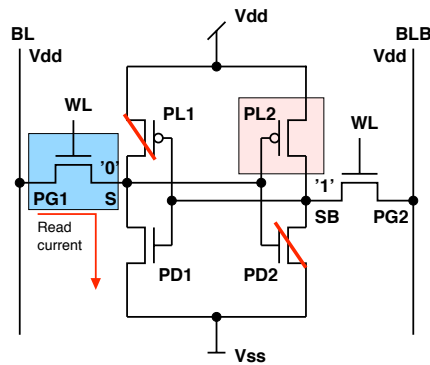 BL
Vdd
BLB
Vdd
Vdd
WL
PL1
PL2
WL
'0'
'1'
PG1
S
SB
PG2
Read
current
PD1
PD2
Vss